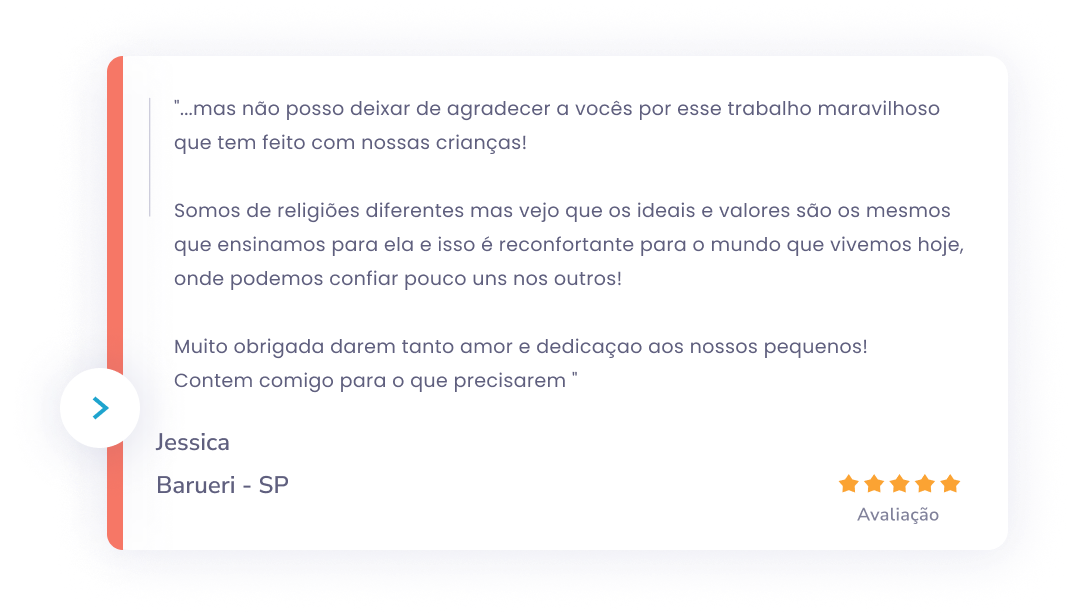 "...mas não posso deixar de agradecer a vocês por esse trabalho maravilhoso
que tem feito com nossas crianças!
Somos de religiões diferentes mas vejo que os ideais e valores são os mesmos
que ensinamos para ela e isso é reconfortante para o mundo que vivemos hoje,
onde podemos confiar pouco uns nos outros!
Muito obrigada darem tanto amor e dedicaçao aos nossos pequenos!
Contem comigo para o que precisarem "
Jessica
Barueri - SP
Avaliação